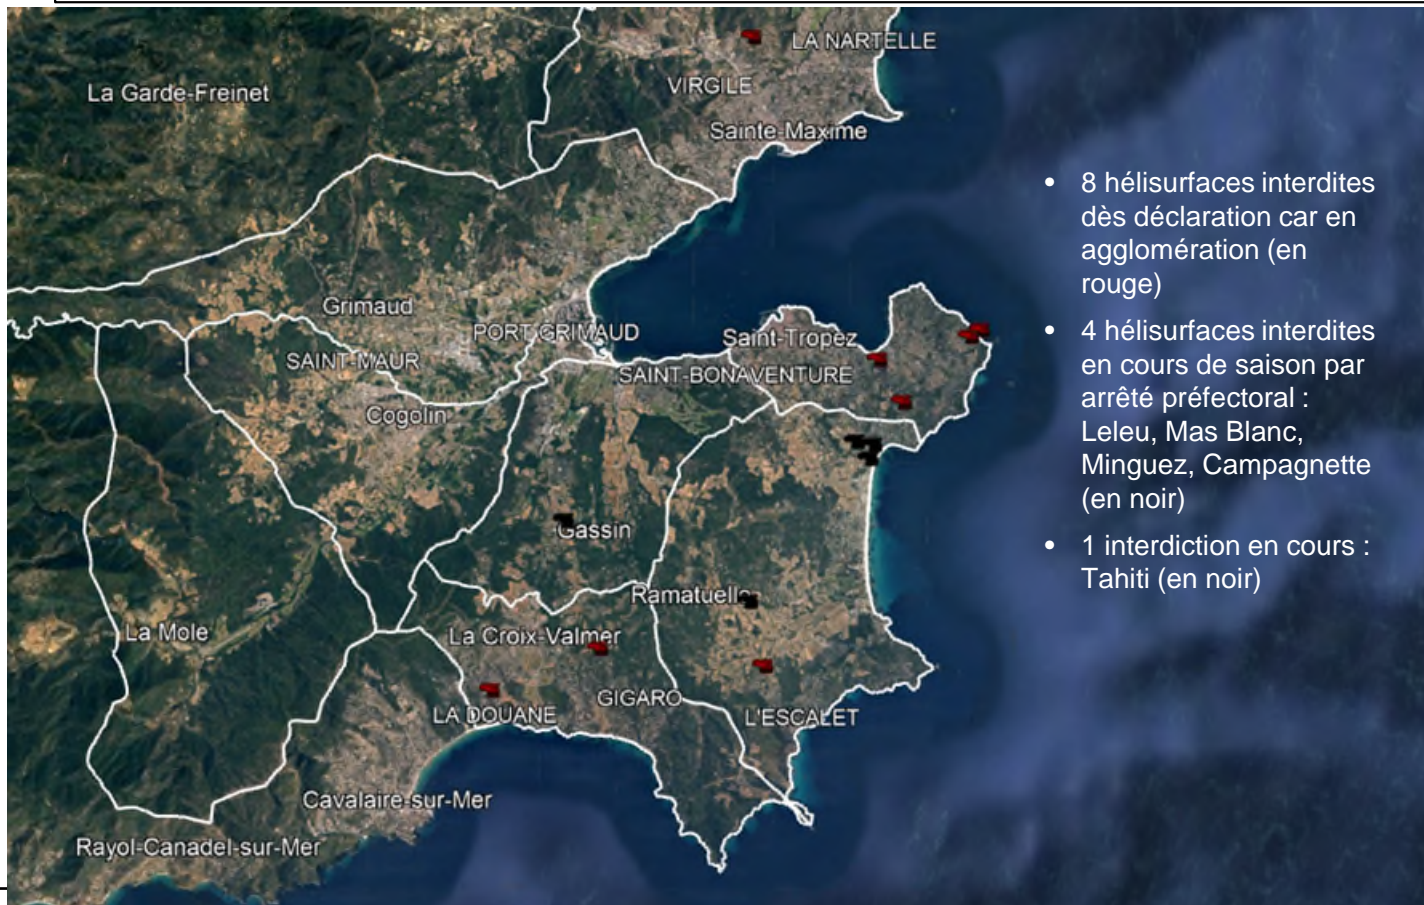 LA NARTELLE
La Garde-Freinet
VIRGILE
Sainte-Maxime
Grimaud
PORT GRIMAUD
Saint-Tropez
SAINT-MAUR
SAINT-BONAVENTURE
Cogolin
Gassin
Ramatuelle
La Mole
La Croix-Valmer
GIGARO
LA DOUANE
L'ESCALET
Cavalaire-sur-Mer
Rayol-Canadel-sur-Mer
• 8 hélisurfaces interdites
dès déclaration car en
agglomération (en
rouge)
• 4 hélisurfaces interdites
en cours de saison par
arrêté préfectoral :
Leleu, Mas Blanc,
Minguez, Campagnette
(en noir)
• 1 interdiction en cours :
Tahiti (en noir)